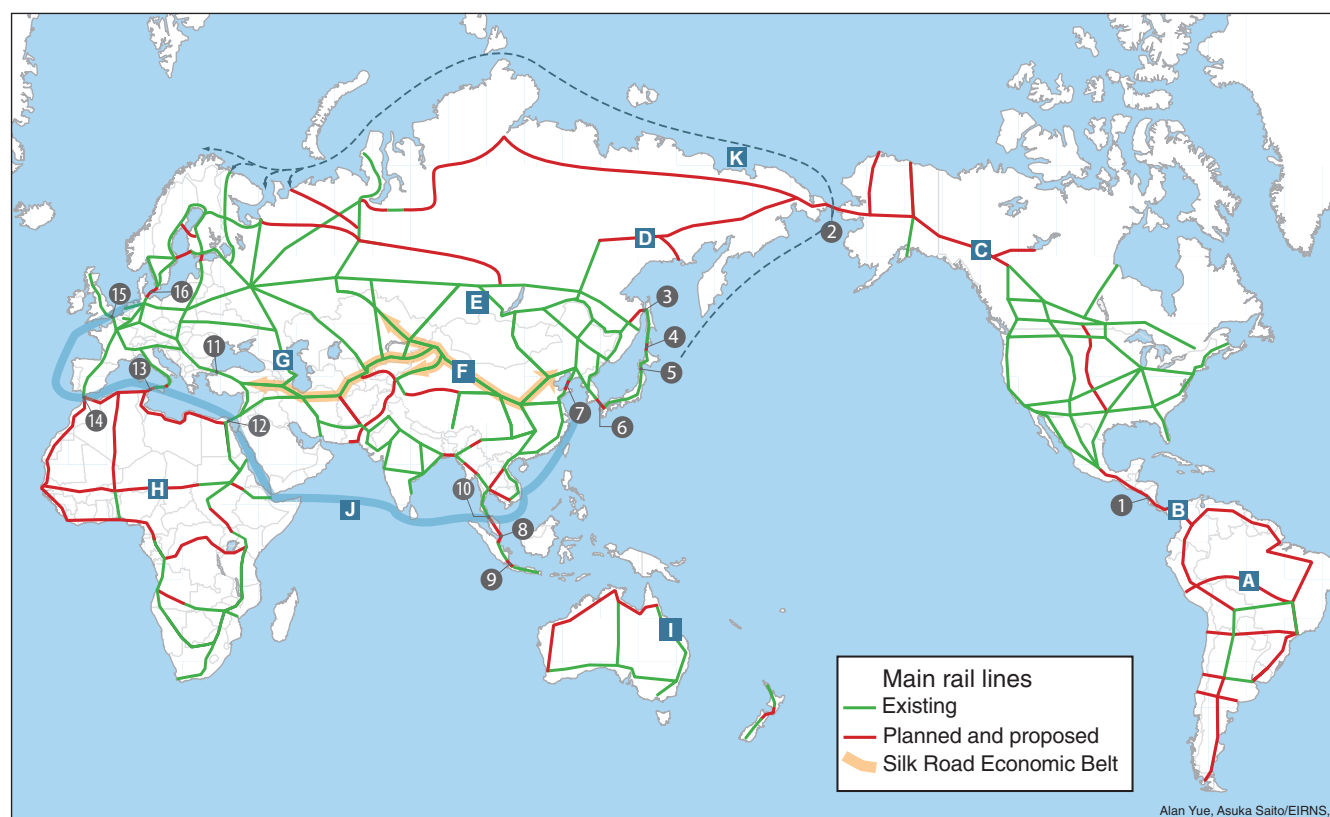 K
2
D
C
3
E
15
16
4
11
G
F
5
13
14
12
7
6
H
10
J
8
1
B
9
A
I
Main rail lines
Existing
Planned and proposed
Silk Road Economic Belt
Alan Yue, Asuka Saito/EIRNS,